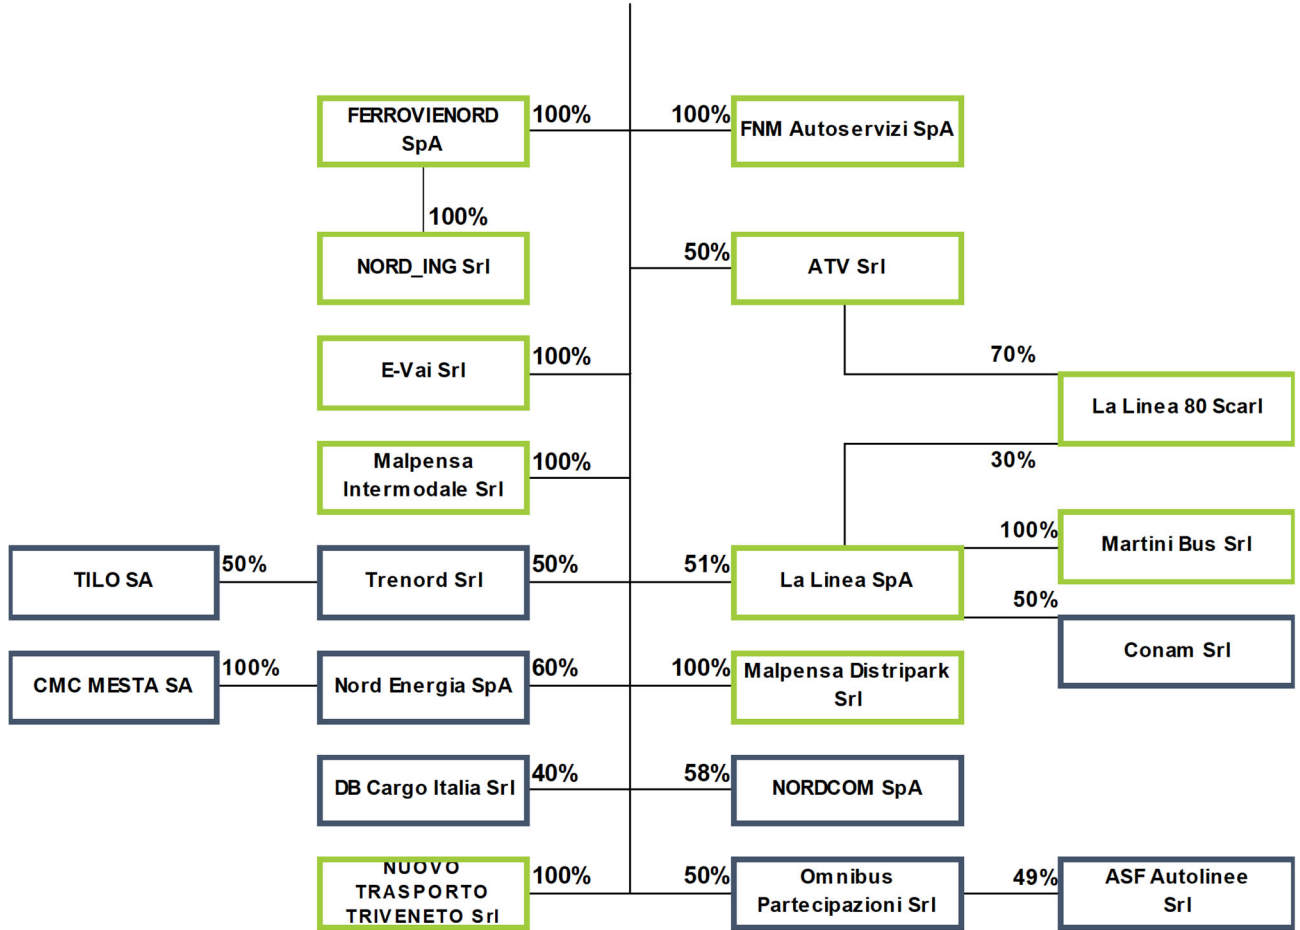 FERROVIENORD
SpA
100%
100%
FNM Autoservizi SpA
100%
NORD_ING Srl
50%
ATV Srl
E-Vai Srl
100%
70%
La Linea 80 Scarl
30%
Malpensa
Intermodale Srl
100%
TILO SA
50%
Trenord Srl
50%
51%
La Linea SpA
100%
Martini Bus Srl
50%
Conam Srl
CMC MESTA SA
100%
Nord Energia SpA
60%
100%
Malpensa Distripark
Srl
DB Cargo Italia Srl
40%
58%
NORDCOM SpA
NUOVO
TRASPORTO
TRIVENETO Srl
100%
50%
Omnibus
Partecipazioni Srl
49%
ASF Autolinee
Srl